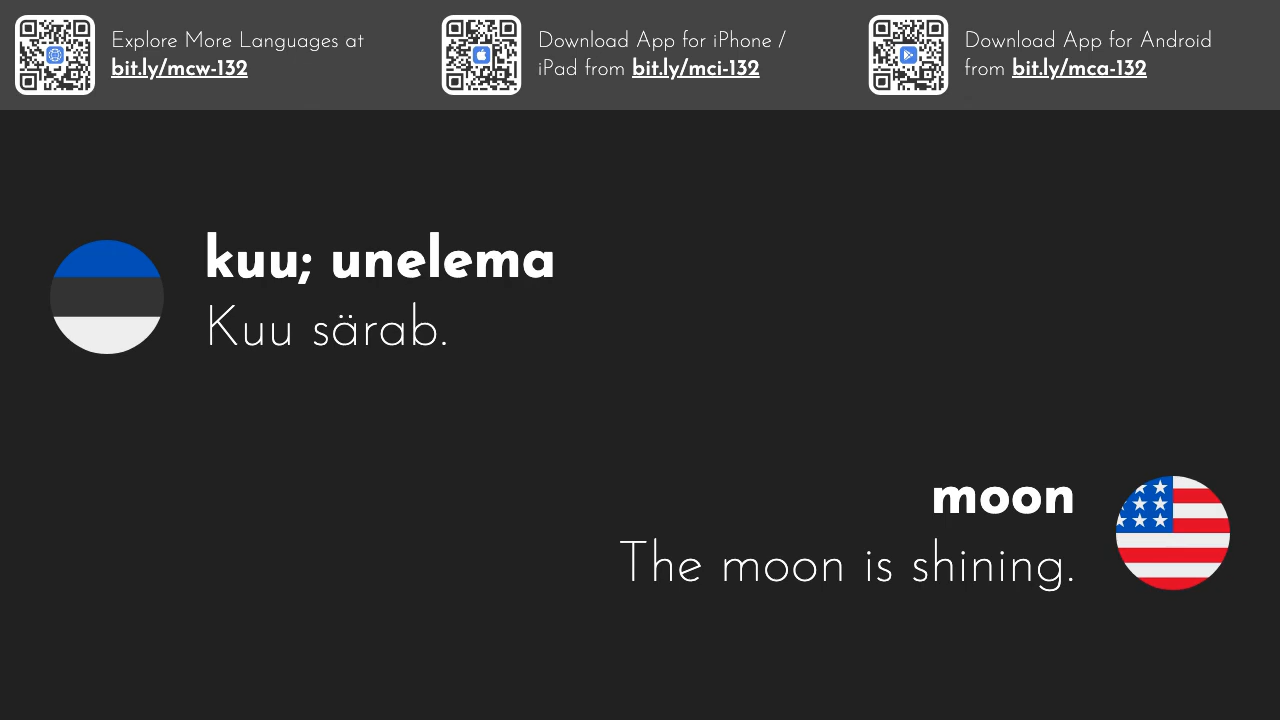 Explore More Languages at
bit.ly/mcw-132
Download App for iPhone /
iPad from bit.ly/mci-132
Download App for Android
from bit.ly/mca-132
kuu; unelema
Kuu särab.
moon
The moon is shining.